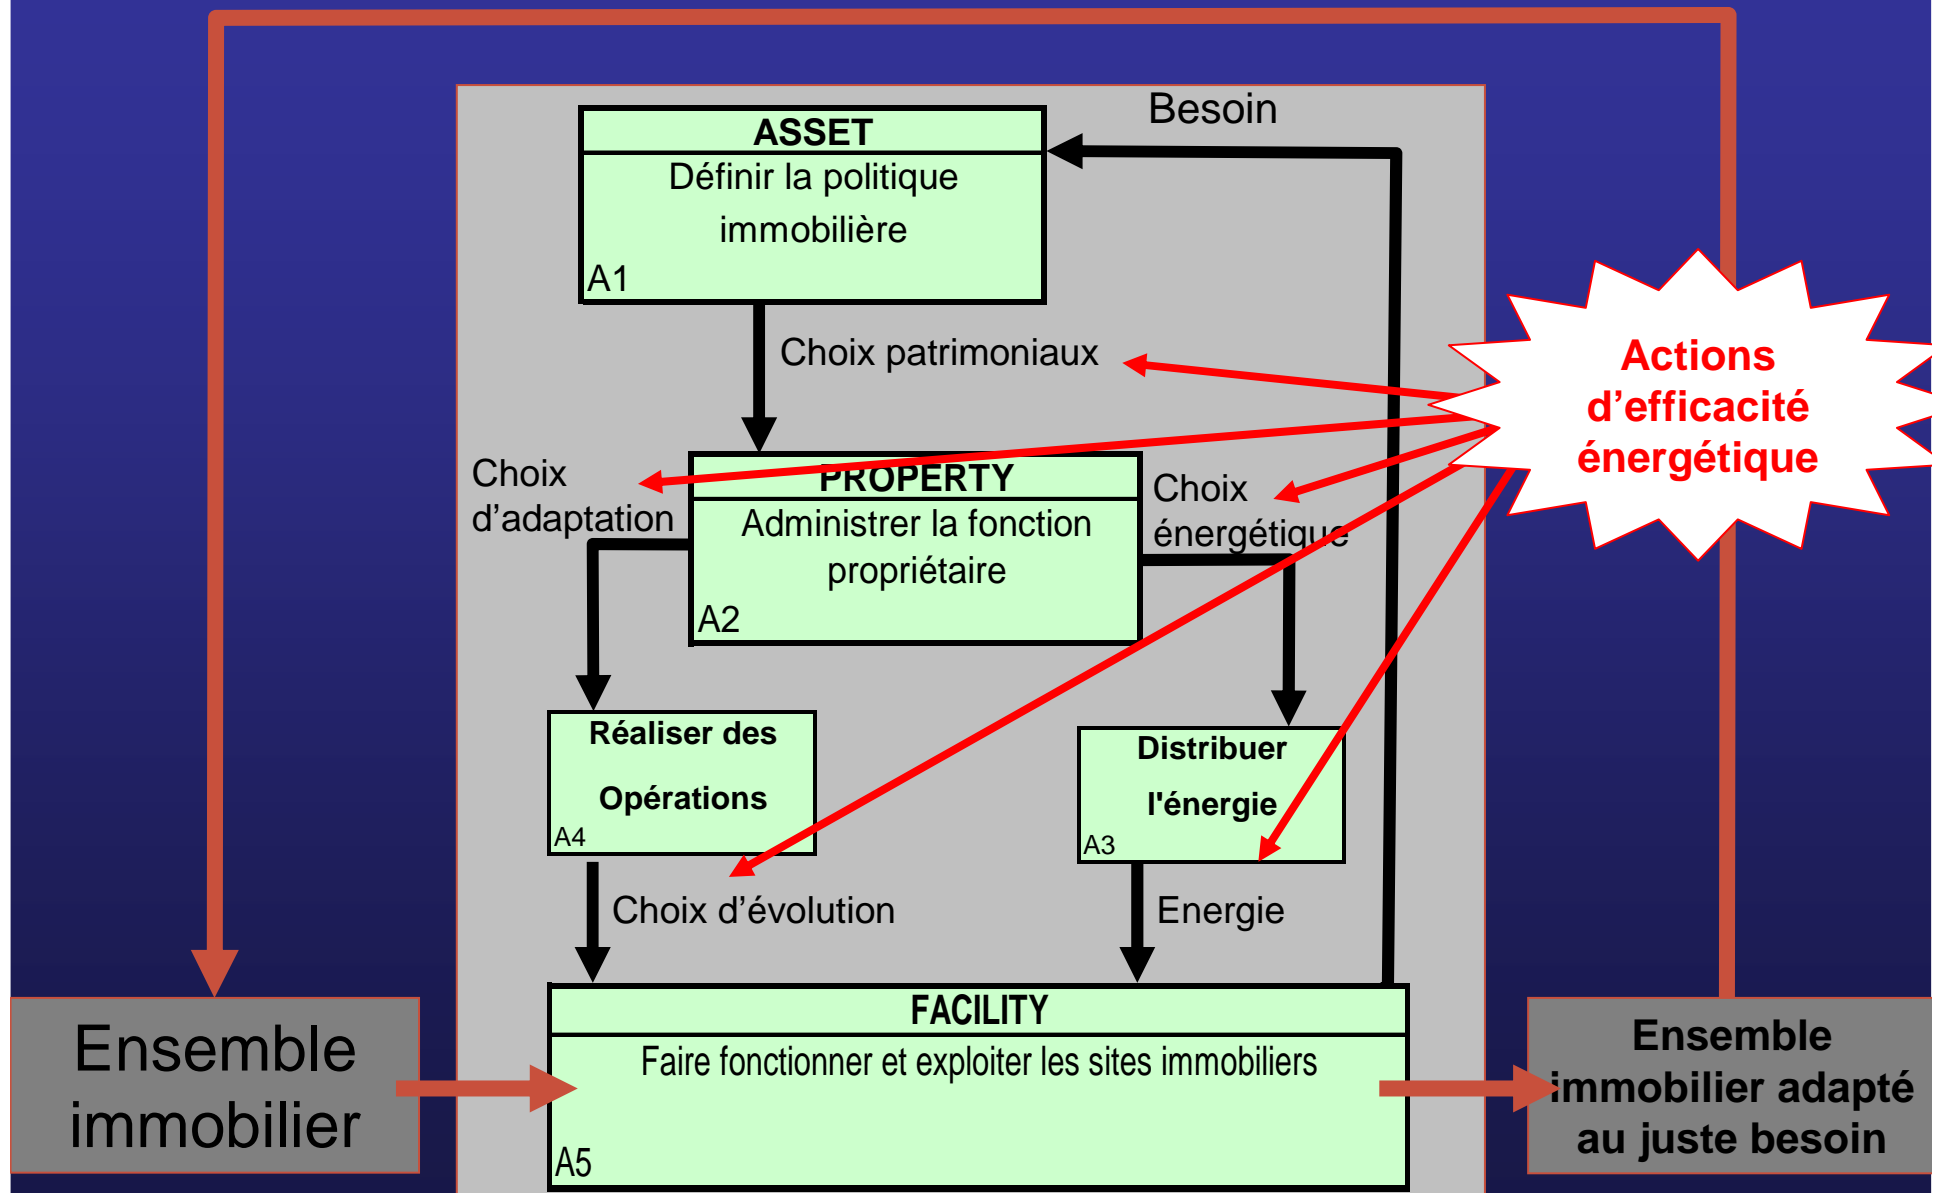 Besoin
ASSET
Définir la politique
immobilière
A1
Choix patrimoniaux
Actions
d’efficacité
énergétique
Choix
d’adaptation
PROPERTY
Administrer la fonction
propriétaire
A2
Choix
énergétique
Réaliser des
Opérations
A4
Distribuer
l'énergie
A3
Choix d’évolution
Energie
FACILITY
Faire fonctionner et exploiter les sites immobiliers
A5
Ensemble
immobilier
Ensemble
immobilier adapté
au juste besoin